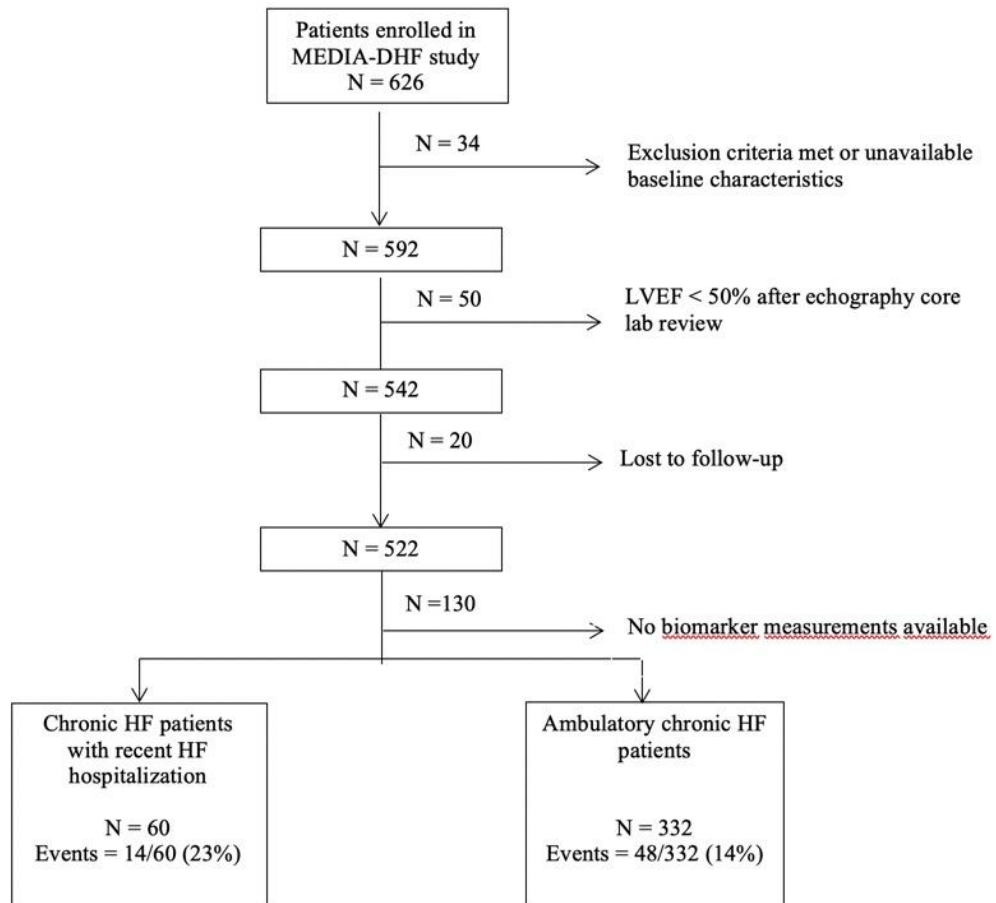 Patients enrolled in
MEDIA-DHF study
N = 626
N = 34
Exclusion criteria met or unavailable
baseline characteristics
N = 592
N = 50
LVEF < 50% after echography core
lab review
N = 542
N = 20
Lost to follow-up
N = 522
N =130
No biomarker measurements available
Chronic HF patients
with recent HF
hospitalization
N = 60
Events = 14/60 (23%)
Ambulatory chronic HF
patients
N = 332
Events = 48/332 (14%)